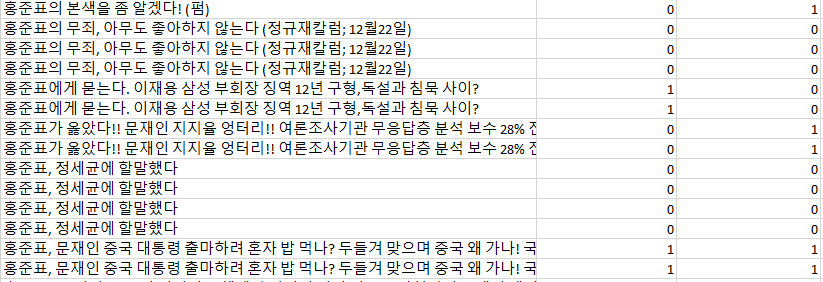 홍준표의 본색을 좀 알겠다! (펌) 0 1
홍준표의 무죄, 아무도 좋아하지 않는다 (정규재칼럼; 12월22일) 0 0
홍준표의 무죄, 아무도 좋아하지 않는다 (정규재칼럼; 12월22일) 0 0
홍준표의 무죄, 아무도 좋아하지 않는다 (정규재칼럼; 12월22일) 0 0
홍준표에게 묻는다. 이재용 삼성 부회장 징역 12년 구형,독설과 침묵 사이? 1 0
홍준표에게 묻는다. 이재용 삼성 부회장 징역 12년 구형,독설과 침묵 사이? 1 0
홍준표가 옳았다!! 문재인 지지율 엉터리!! 여론조사기관 무응답층 분석 보수 28% 0 1
홍준표가 옳았다!! 문재인 지지율 엉터리!! 여론조사기관 무응답층 분석 보수 28% 0 1
홍준표, 정세균에 할말했다 0 0
홍준표, 정세균에 할말했다 0 0
홍준표, 정세균에 할말했다 0 0
홍준표, 정세균에 할말했다 0 0
홍준표, 문재인 중국 대통령 출마하려 혼자 밥 먹나? 두들겨 맞으며 중국 왜 가나! 국 1 1
홍준표, 문재인 중국 대통령 출마하려 혼자 밥 먹나? 두들겨 맞으며 중국 왜 가나! 국 1 1